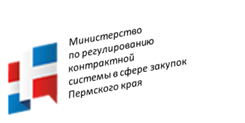 Министерство
по регулированию
контрактной
системы в сфере закупок
Пермского края